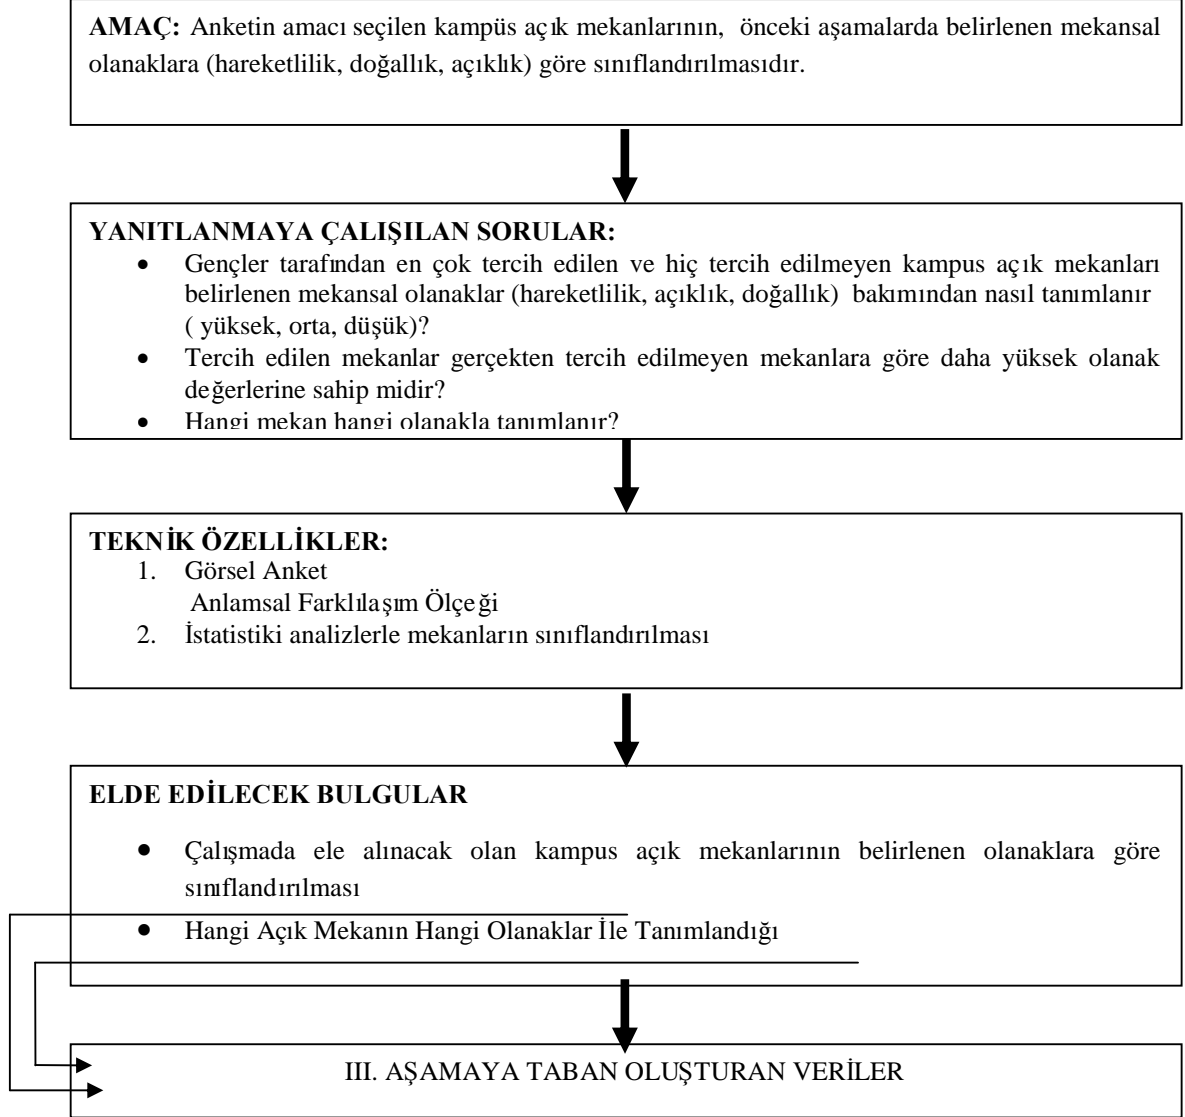 AMAÇ: Anketin amacı seçilen kampüs açık mekanlarının, önceki aşamalarda belirlenen mekansal
olanaklara (hareketlilik, doğallık, açıklık) göre sınıflandırılmasıdır.
YANITLANMAYA ÇALIŞILAN SORULAR:
• Gençler tarafından en çok tercih edilen ve hiç tercih edilmeyen kampus açık mekanları
belirlenen mekansal olanaklar (hareketlilik, açıklık, doğallık) bakımından nasıl tanımlanır
( yüksek, orta, düşük)?
• Tercih edilen mekanlar gerçekten tercih edilmeyen mekanlara göre daha yüksek olanak
değerlerine sahip midir?
• Hangi mekan hangi olanakla tanımlanır?
TEKNİK ÖZELLİKLER:
1. Görsel Anket
Anlamsal Farklılaşım Ölçeği
2. İstatistiki analizlerle mekanların sınıflandırılması
ELDE EDİLECEK BULGULAR
• Çalışmada ele alınacak olan kampus açık mekanlarının belirlenen olanaklara göre
sınıflandırılması
• Hangi Açık Mekanın Hangi Olanaklar İle Tanımlandığı
III. AŞAMAYA TABAN OLUŞTURAN VERİLER